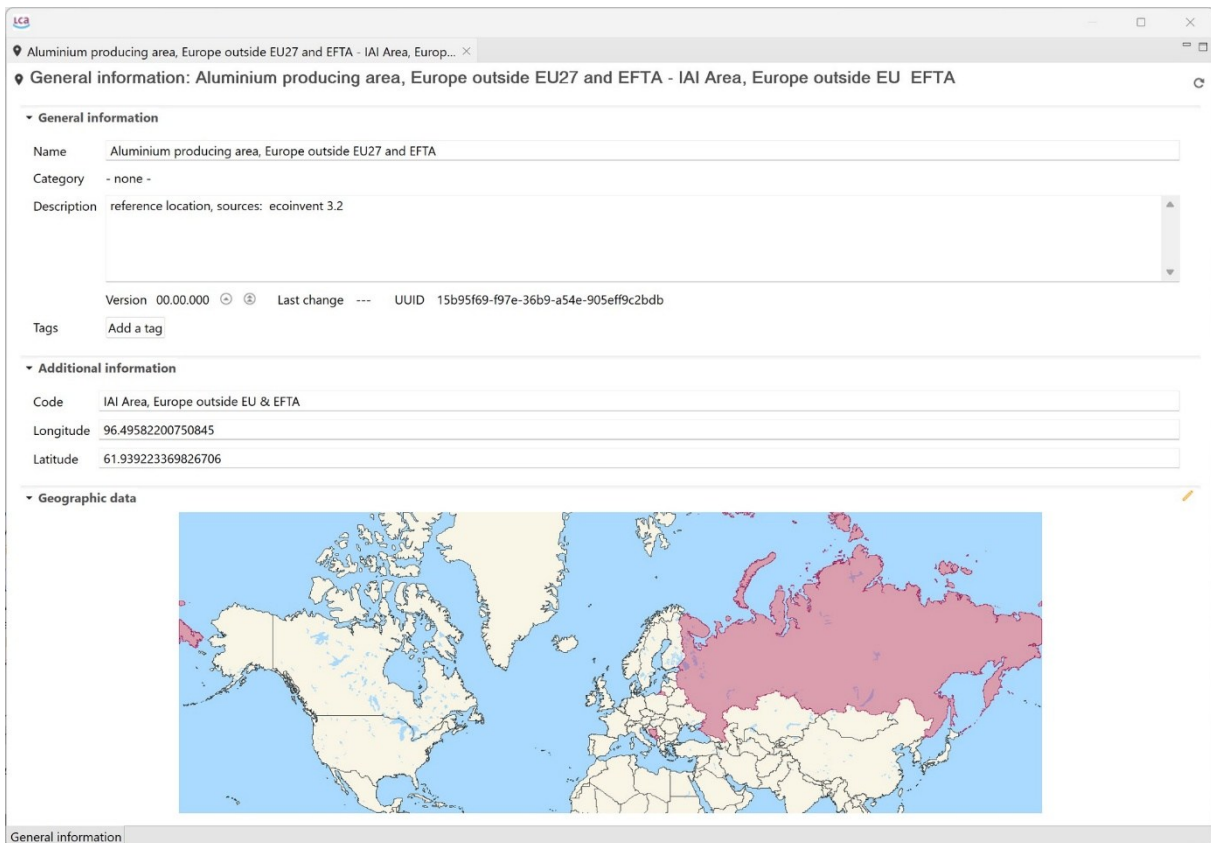 LCA
Aluminium producing area, Europe outside EU27 and EFTA - IAI Area, Europ...
General information: Aluminium producing area, Europe outside EU27 and EFTA - IAI Area, Europe outside EU  EFTA
General information
Name Aluminium producing area, Europe outside EU27 and EFTA
Category - none -
Description reference location, sources:  ecoinvent 3.2
Version 00.00.000 Last change --- UUID 15b95f69-f97e-36b9-a54e-905eff9c2bdb
Tags Add a tag
Additional information
Code IAI Area, Europe outside EU & EFTA
Longitude 96.49582200750845
Latitude 61.939223369826706
Geographic data
General information